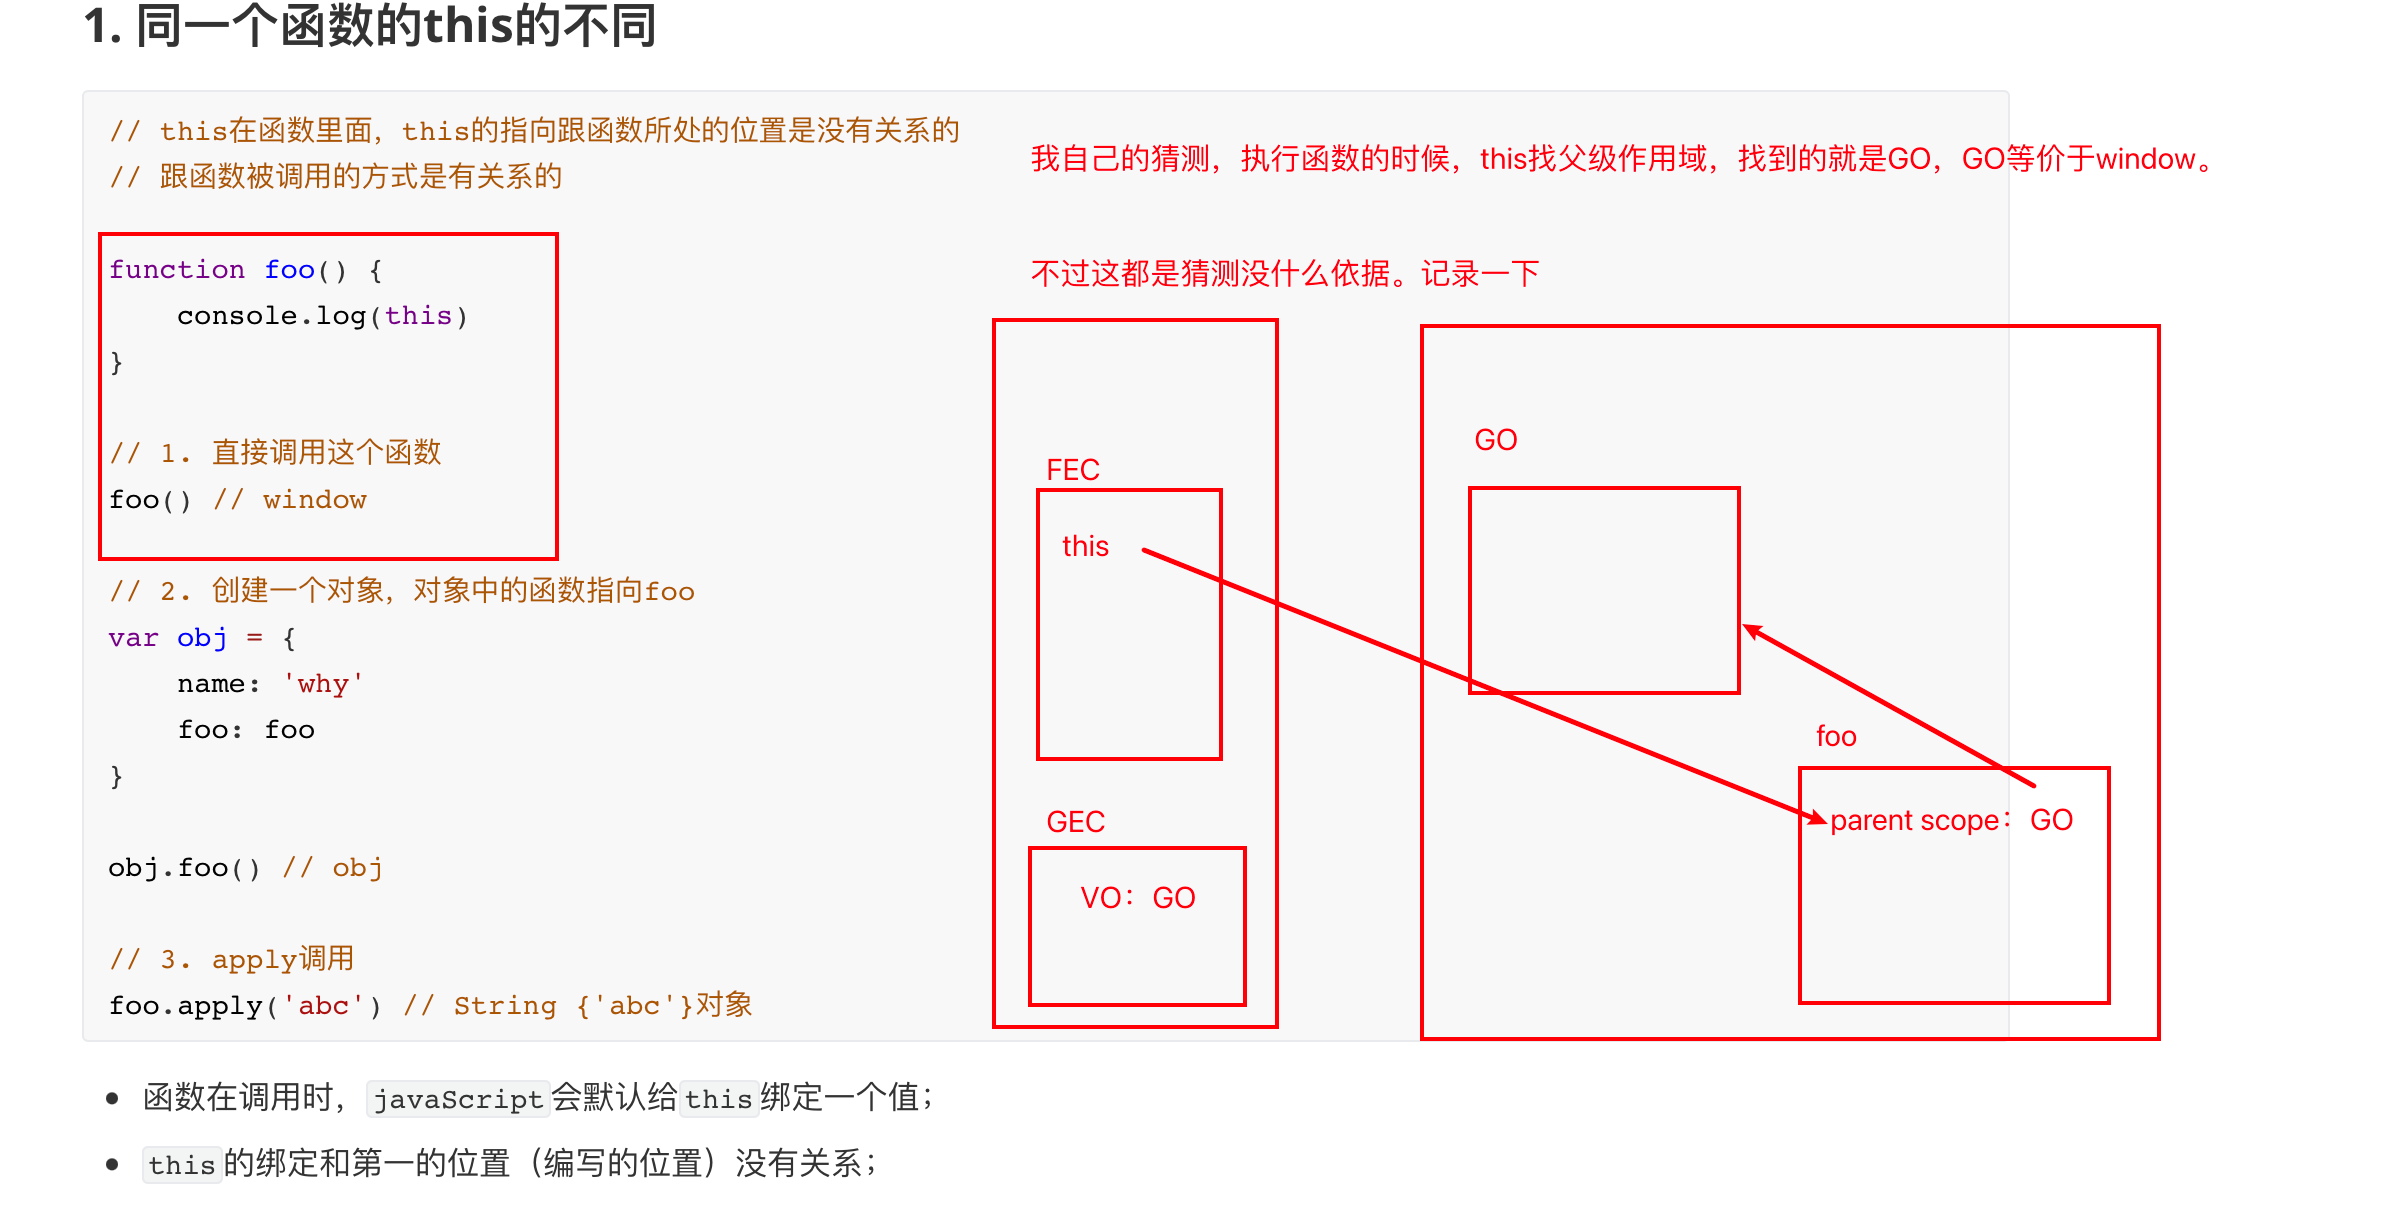 1. 同一个函数的this的不同
// this在函数里面，this的指向跟函数所处的位置是没有关系的
// 跟函数被调用的方式是有关系的
我自己的猜测，执行函数的时候，this找父级作用域，找到的就是GO，GO等价于window。
不过这都是猜测没什么依据。记录一下
function foo() {
    console.log(this)
}
// 1. 直接调用这个函数
foo() // window
// 2. 创建一个对象，对象中的函数指向foo
var obj = {
    name: 'why'
    foo: foo
}
obj.foo() // obj
// 3. apply调用
foo.apply('abc') // String {'abc'}对象
FEC
this
GEC
VO：GO
GO
foo
parent scope：GO
函数在调用时，javaScript会默认给this绑定一个值；
this的绑定和第一的位置（编写的位置）没有关系；